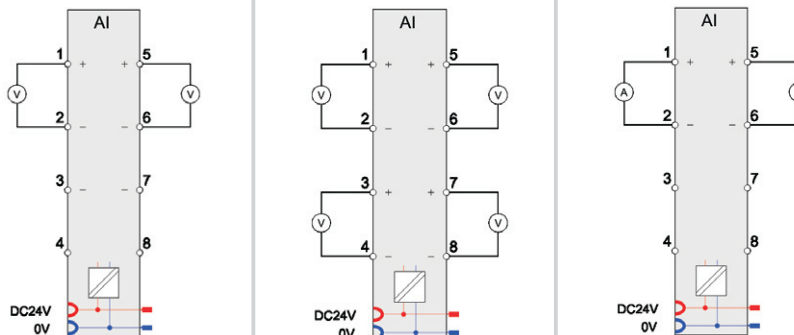 AI
1 + + 5
V V
2 − − 6
3 − − 7
4 8
DC24V
0V
AI
1 + + 5
V V
2 − − 6
3 + + 7
V V
4 − − 8
DC24V
0V
AI
1 + + 5
A
2 − − 6
3 7
4 8
DC24V
0V